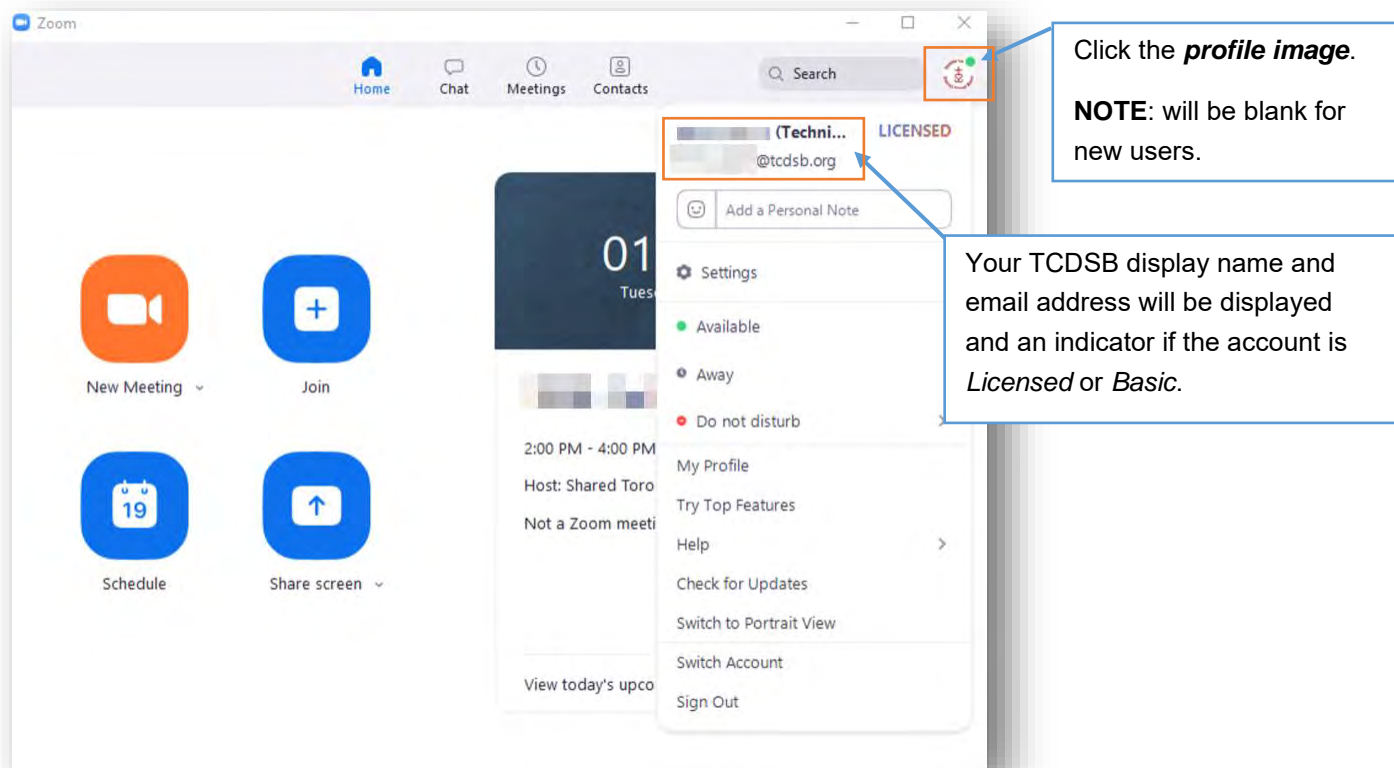 Zoom
Home
Chat
Meetings
Contacts
Search
Click the profile image.
NOTE: will be blank for
new users.
(Techni...
LICENSED
@tcdsb.org
Add a Personal Note
Your TCDSB display name and
email address will be displayed
and an indicator if the account is
Licensed or Basic.
01
Tues
Settings
Available
Away
Do not disturb
New Meeting
Join
2:00 PM - 4:00 PM
Host: Shared Toro
Not a Zoom meeti
My Profile
Try Top Features
Help
Check for Updates
Switch to Portrait View
Switch Account
Sign Out
19
Schedule
Share screen
View today's upco